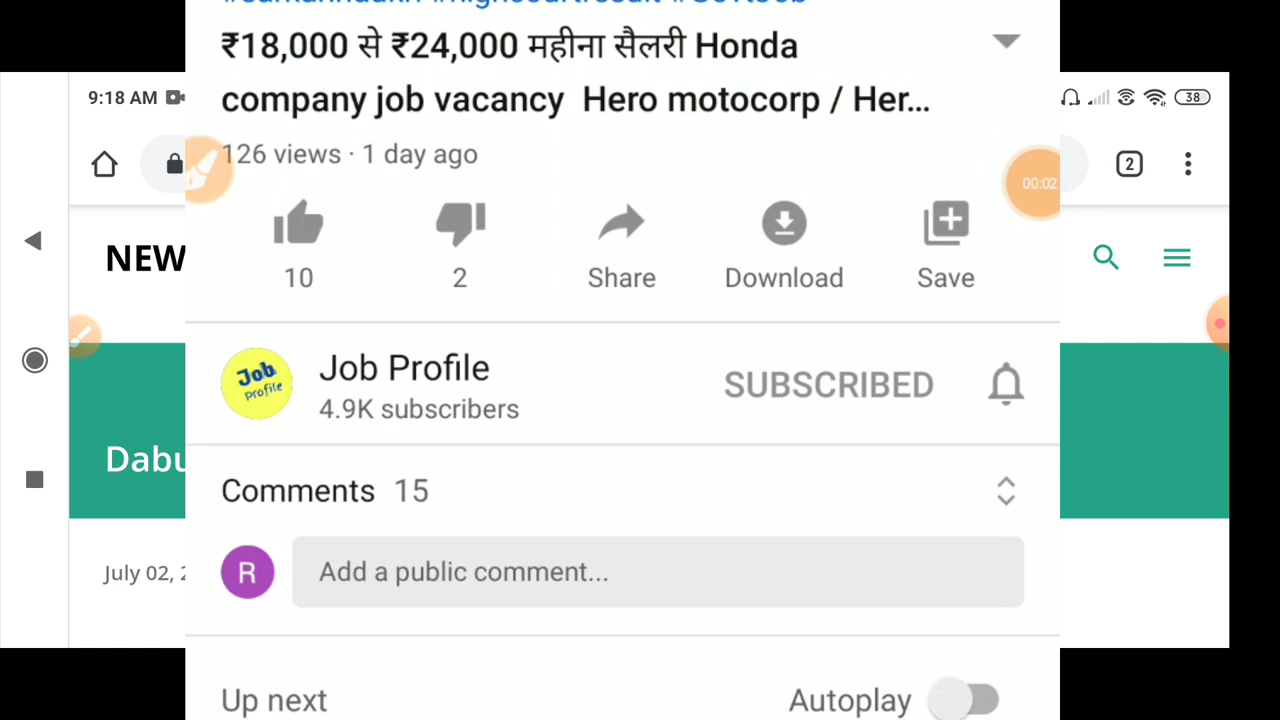 ₹18,000 से ₹24,000 महीना सैलरी Honda
company job vacancy Hero motocorp / Her...
126 views · 1 day ago
10
2
Share
Download
Save
Job Profile
4.9K subscribers
SUBSCRIBED
Job
profile
Comments 15
R
Add a public comment...
Up next
Autoplay
9:18 AM
38
2
00:02
NEW
Dabu
July 02, 2